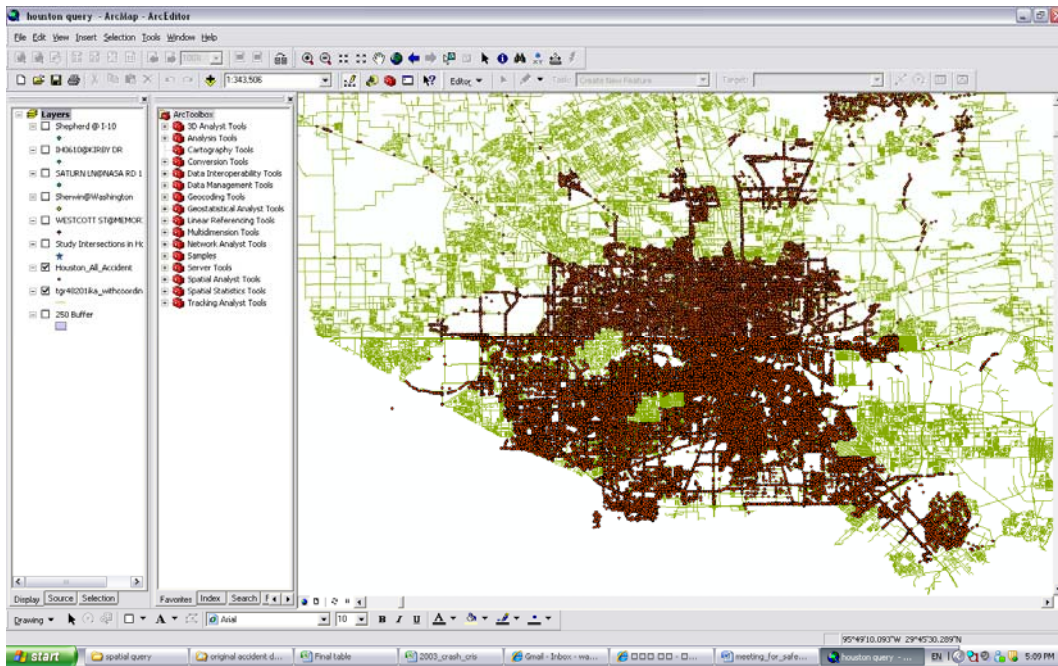 houston query - ArcMap - ArcEditor
File Edit View Insert Selection Tools Window Help
100%
1:343,506
Editor
Task: Create New Feature
Target:
Layers
Shepherd @ I-10
IH0610@KIRBY DR
SATURN LN@NASA RD 1
Sherwin@Washington
WESTCOTT ST@MEMOR
Study Intersections in Ho
Houston_All_Accident
250 Buffer
Display Source Selection
ArcToolbox
3D Analyst Tools
Analysis Tools
Cartography Tools
Conversion Tools
Data Interoperability Tools
Data Management Tools
Geocoding Tools
Geostatistical Analyst Tools
Linear Referencing Tools
Multidimension Tools
Network Analyst Tools
Samples
Server Tools
Spatial Analyst Tools
Spatial Statistics Tools
Tracking Analyst Tools
Favorites Index Search
Drawing
A
Arial
10
B I U A
95°49'10.093"W 29°45'30.289"N
start
spatial query
original accident d...
Final table
2003_crash_cris
Gmail - Inbox - wa...
meeting_for_safe...
houston query - ...
EN
5:09 PM